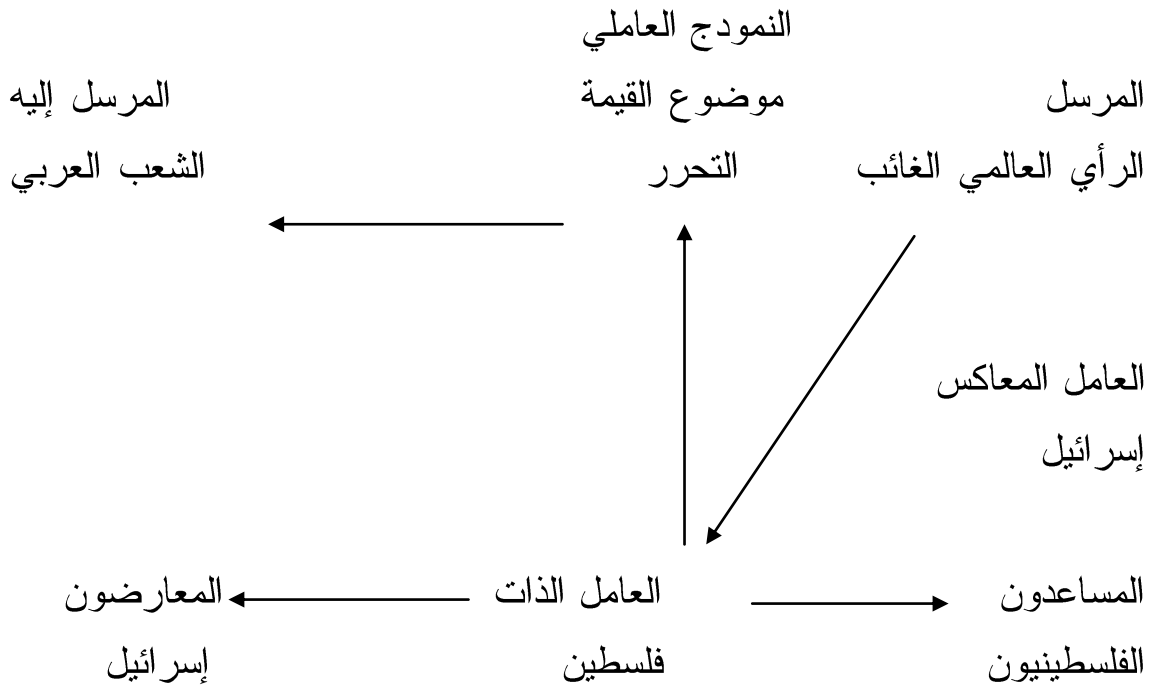 النمودج العاملي
المرسل موضوع القيمة المرسل إليه
الرأي العالمي الغائب التحرر الشعب العربي
العامل المعاكس
إسرائيل
المساعدون العامل الذات المعارضون
الفلسطينيون فلسطين إسرائيل